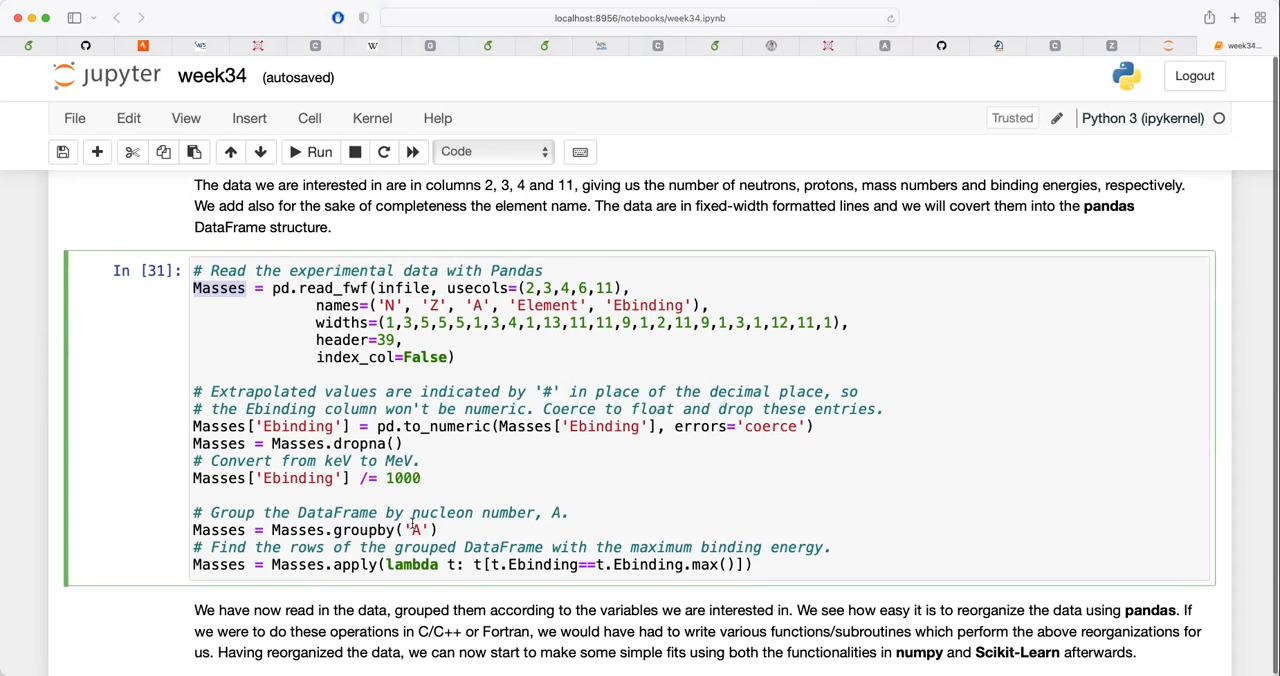 localhost:8956/notebooks/week34.ipynb
week34...
jupyter week34 (autosaved)
Logout
File Edit View Insert Cell Kernel Help
Trusted Python 3 (ipykernel)
Run Code
The data we are interested in are in columns 2, 3, 4 and 11, giving us the number of neutrons, protons, mass numbers and binding energies, respectively.
We add also for the sake of completeness the element name. The data are in fixed-width formatted lines and we will covert them into the pandas
DataFrame structure.
In [31]: # Read the experimental data with Pandas
Masses = pd.read_fwf(infile, usecols=(2,3,4,6,11),
names=('N', 'Z', 'A', 'Element', 'Ebinding'),
widths=(1,3,5,5,5,1,3,4,1,13,11,11,9,1,2,11,9,1,3,1,12,11,1),
header=39,
index_col=False)
# Extrapolated values are indicated by '#' in place of the decimal place, so
# the Ebinding column won't be numeric. Coerce to float and drop these entries.
Masses['Ebinding'] = pd.to_numeric(Masses['Ebinding'], errors='coerce')
Masses = Masses.dropna()
# Convert from keV to MeV.
Masses['Ebinding'] /= 1000
# Group the DataFrame by nucleon number, A.
Masses = Masses.groupby('A')
# Find the rows of the grouped DataFrame with the maximum binding energy.
Masses = Masses.apply(lambda t: t[t.Ebinding==t.Ebinding.max()])
We have now read in the data, grouped them according to the variables we are interested in. We see how easy it is to reorganize the data using pandas. If
we were to do these operations in C/C++ or Fortran, we would have had to write various functions/subroutines which perform the above reorganizations for
us. Having reorganized the data, we can now start to make some simple fits using both the functionalities in numpy and Scikit-Learn afterwards.